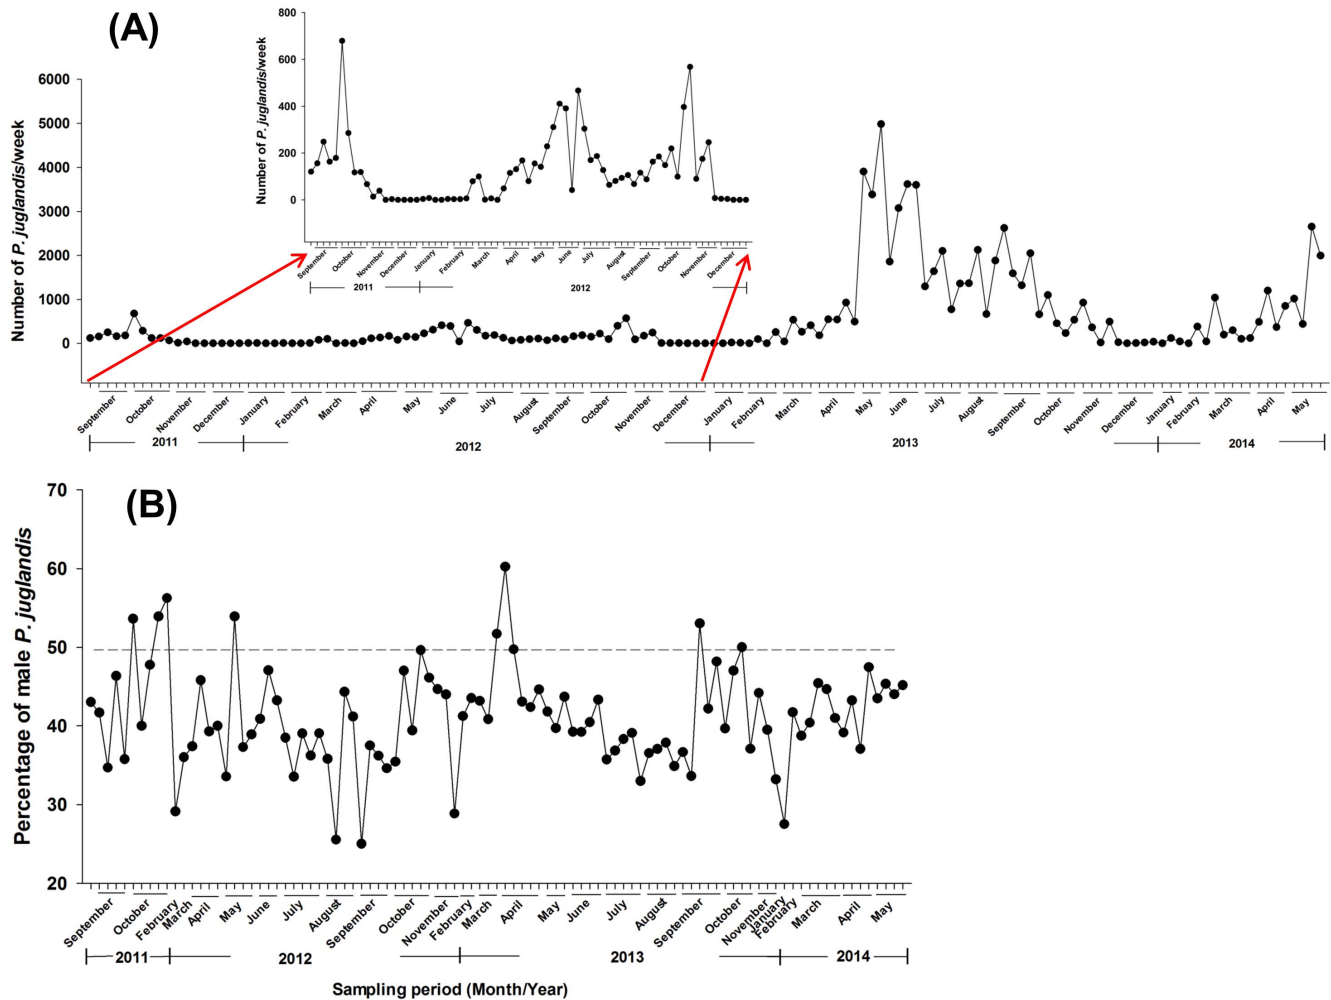 (A)
Number of P. juglandis/week
800
600
400
200
0
September
October
November
December
January
February
March
April
May
June
July
August
September
October
November
December
2011
2012
Number of P. juglandis/week
6000
5000
4000
3000
2000
1000
0
September
October
November
December
January
February
March
April
May
June
July
August
September
October
November
December
January
February
March
April
May
June
July
August
September
October
November
December
January
February
March
April
May
2011
2012
2013
2014
(B)
Percentage of male P. juglandis
70
60
50
40
30
20
September
October
February
March
April
May
June
July
August
September
October
November
February
March
April
May
June
July
August
September
October
November
January
February
March
April
May
2011
2012
2013
2014
Sampling period (Month/Year)